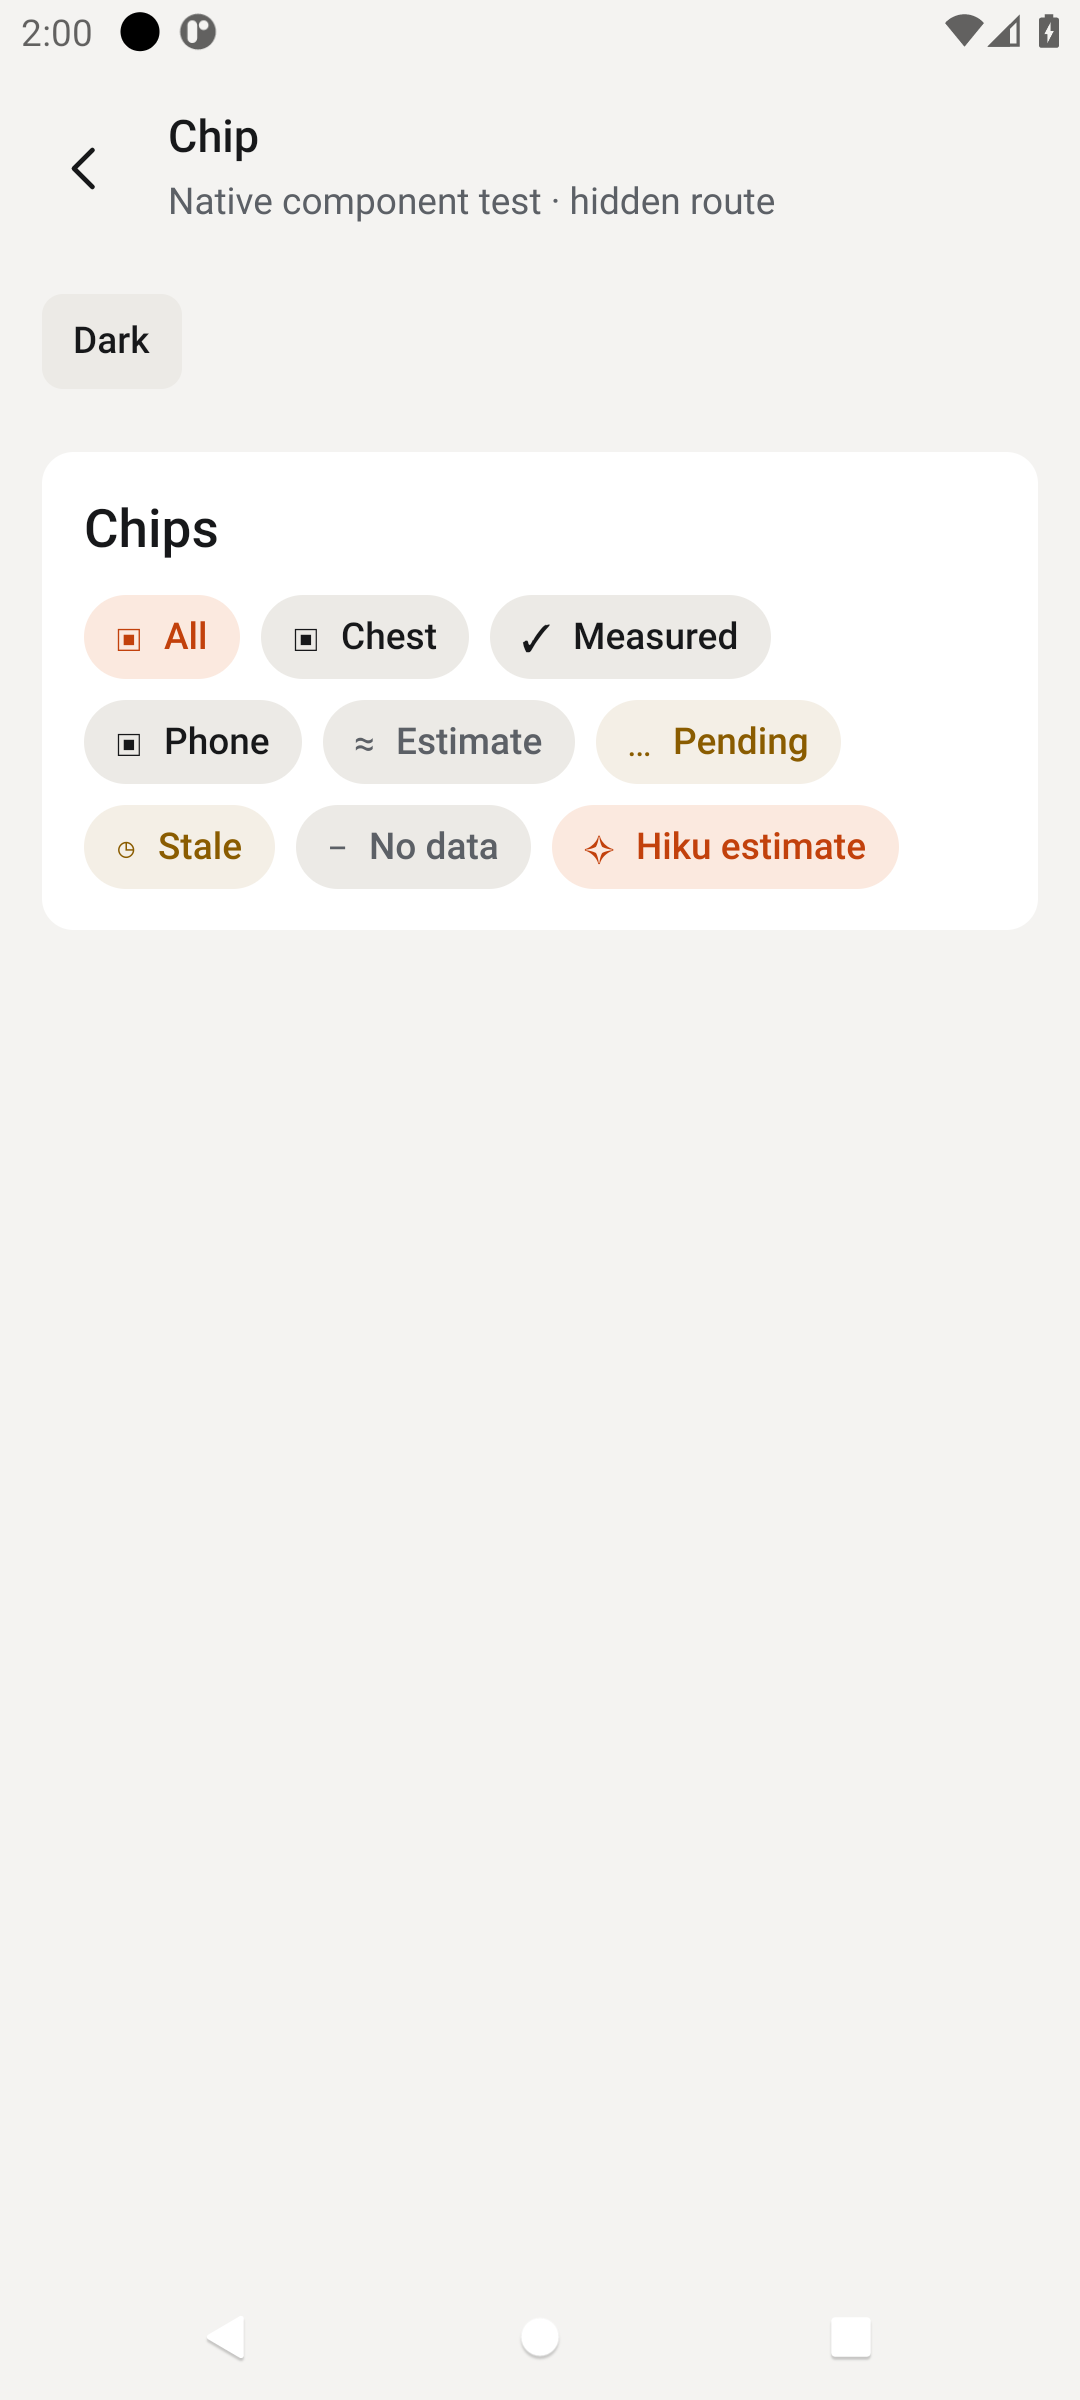 2:00
Chip
Native component test · hidden route
Dark
Chips
▣ All ▣ Chest ✓ Measured
▣ Phone ≈ Estimate … Pending
◷ Stale – No data ✧ Hiku estimate